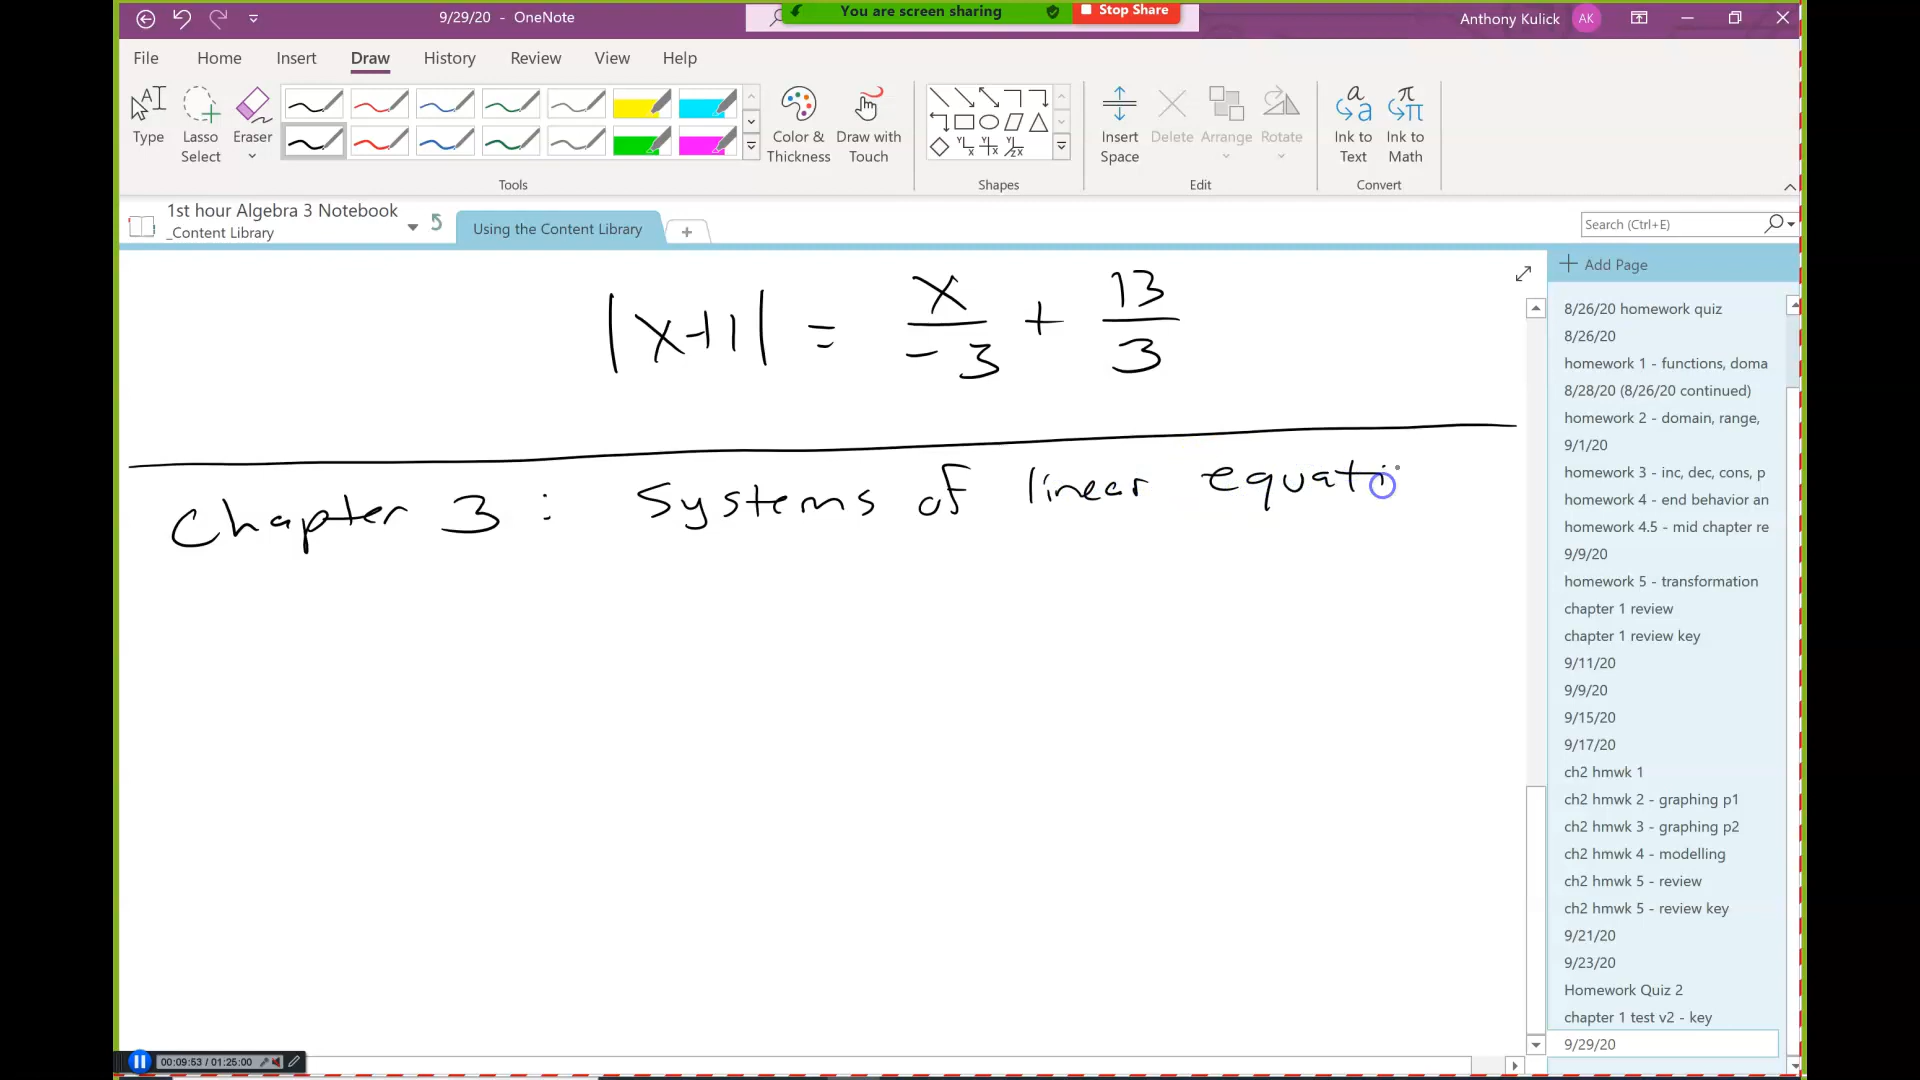 9/29/20 - OneNote
You are screen sharing
Stop Share
Anthony Kulick
AK
File Home Insert Draw History Review View Help
Type
Lasso Select
Eraser
Color & Thickness
Draw with Touch
Insert Space
Delete
Arrange
Rotate
Ink to Text
Ink to Math
Tools
Shapes
Edit
Convert
1st hour Algebra 3 Notebook
_Content Library
Using the Content Library
Search (Ctrl+E)
|x+1| = x/-3 + 13/3
Chapter 3 : Systems of linear equati
Add Page
8/26/20 homework quiz
8/26/20
homework 1 - functions, doma
8/28/20 (8/26/20 continued)
homework 2 - domain, range,
9/1/20
homework 3 - inc, dec, cons, p
homework 4 - end behavior an
homework 4.5 - mid chapter re
9/9/20
homework 5 - transformation
chapter 1 review
chapter 1 review key
9/11/20
9/9/20
9/15/20
9/17/20
ch2 hmwk 1
ch2 hmwk 2 - graphing p1
ch2 hmwk 3 - graphing p2
ch2 hmwk 4 - modelling
ch2 hmwk 5 - review
ch2 hmwk 5 - review key
9/21/20
9/23/20
Homework Quiz 2
chapter 1 test v2 - key
9/29/20
00:09:53 / 01:25:00